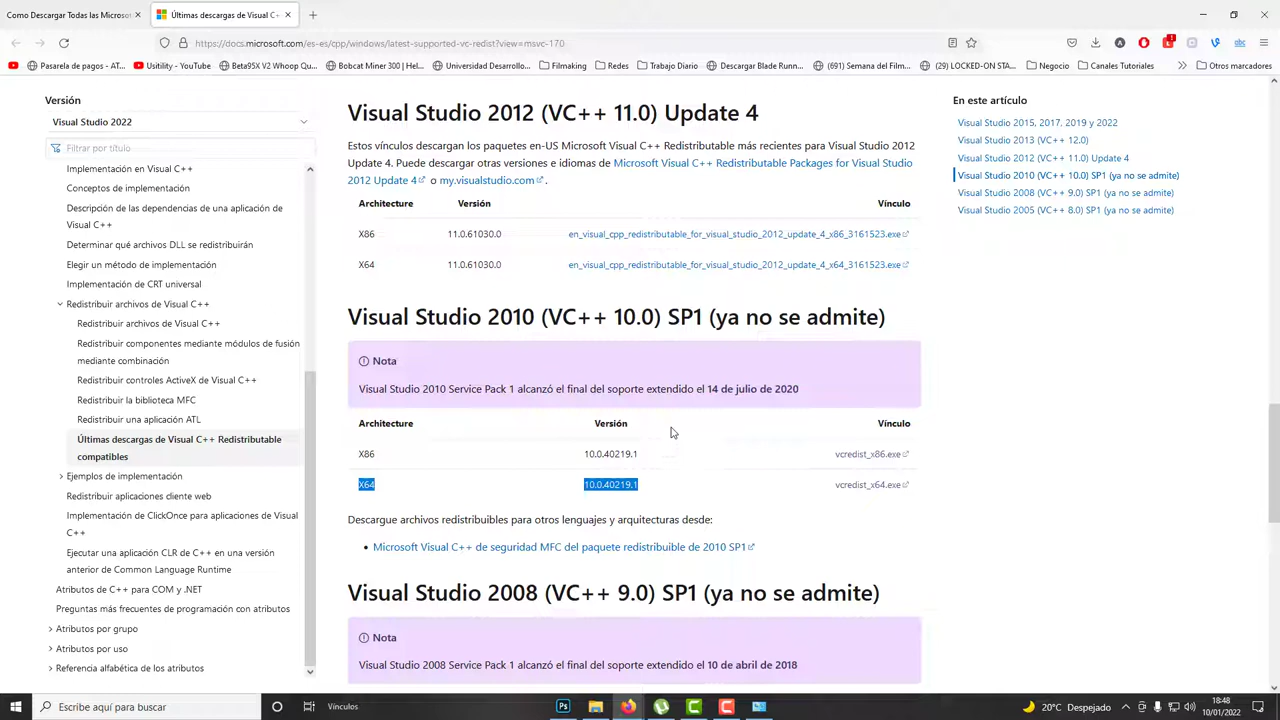 Como Descargar Todas las Microsoft
Últimas descargas de Visual C+
https://docs.microsoft.com/es-es/cpp/windows/latest-supported-vc-redist?view=msvc-170
Pasarela de pagos - AT...
Usitility - YouTube
Beta95X V2 Whoop Qu...
Bobcat Miner 300 | Hel...
Universidad Desarrollo...
Filmaking
Redes
Trabajo Diario
Descargar Blade Runn...
(691) Semana del Film...
(29) LOCKED-ON STA...
Negocio
Canales Tutoriales
Otros marcadores
Versión
Visual Studio 2022
Filtrar por título
Implementación en Visual C++
Conceptos de implementación
Descripción de las dependencias de una aplicación de
Visual C++
Determinar qué archivos DLL se redistribuirán
Elegir un método de implementación
Implementación de CRT universal
Redistribuir archivos de Visual C++
Redistribuir archivos de Visual C++
Redistribuir componentes mediante módulos de fusión
mediante combinación
Redistribuir controles ActiveX de Visual C++
Redistribuir la biblioteca MFC
Redistribuir una aplicación ATL
Últimas descargas de Visual C++ Redistributable
compatibles
Ejemplos de implementación
Redistribuir aplicaciones cliente web
Implementación de ClickOnce para aplicaciones de Visual
C++
Ejecutar una aplicación CLR de C++ en una versión
anterior de Common Language Runtime
Atributos de C++ para COM y .NET
Preguntas más frecuentes de programación con atributos
Atributos por grupo
Atributos por uso
Referencia alfabética de los atributos
Visual Studio 2012 (VC++ 11.0) Update 4
Estos vínculos descargan los paquetes en-US Microsoft Visual C++ Redistributable más recientes para Visual Studio 2012
Update 4. Puede descargar otras versiones e idiomas de Microsoft Visual C++ Redistributable Packages for Visual Studio
2012 Update 4 o my.visualstudio.com.
Architecture Versión Vínculo
X86 11.0.61030.0 en_visual_cpp_redistributable_for_visual_studio_2012_update_4_x86_3161523.exe
X64 11.0.61030.0 en_visual_cpp_redistributable_for_visual_studio_2012_update_4_x64_3161523.exe
Visual Studio 2010 (VC++ 10.0) SP1 (ya no se admite)
Nota
Visual Studio 2010 Service Pack 1 alcanzó el final del soporte extendido el 14 de julio de 2020
Architecture Versión Vínculo
X86 10.0.40219.1 vcredist_x86.exe
X64 10.0.40219.1 vcredist_x64.exe
Descargue archivos redistribuibles para otros lenguajes y arquitecturas desde:
• Microsoft Visual C++ de seguridad MFC del paquete redistribuible de 2010 SP1
Visual Studio 2008 (VC++ 9.0) SP1 (ya no se admite)
Nota
Visual Studio 2008 Service Pack 1 alcanzó el final del soporte extendido el 10 de abril de 2018
En este artículo
Visual Studio 2015, 2017, 2019 y 2022
Visual Studio 2013 (VC++ 12.0)
Visual Studio 2012 (VC++ 11.0) Update 4
Visual Studio 2010 (VC++ 10.0) SP1 (ya no se admite)
Visual Studio 2008 (VC++ 9.0) SP1 (ya no se admite)
Visual Studio 2005 (VC++ 8.0) SP1 (ya no se admite)
Escribe aquí para buscar
Vínculos
20°C Despejado
18:48
10/01/2022